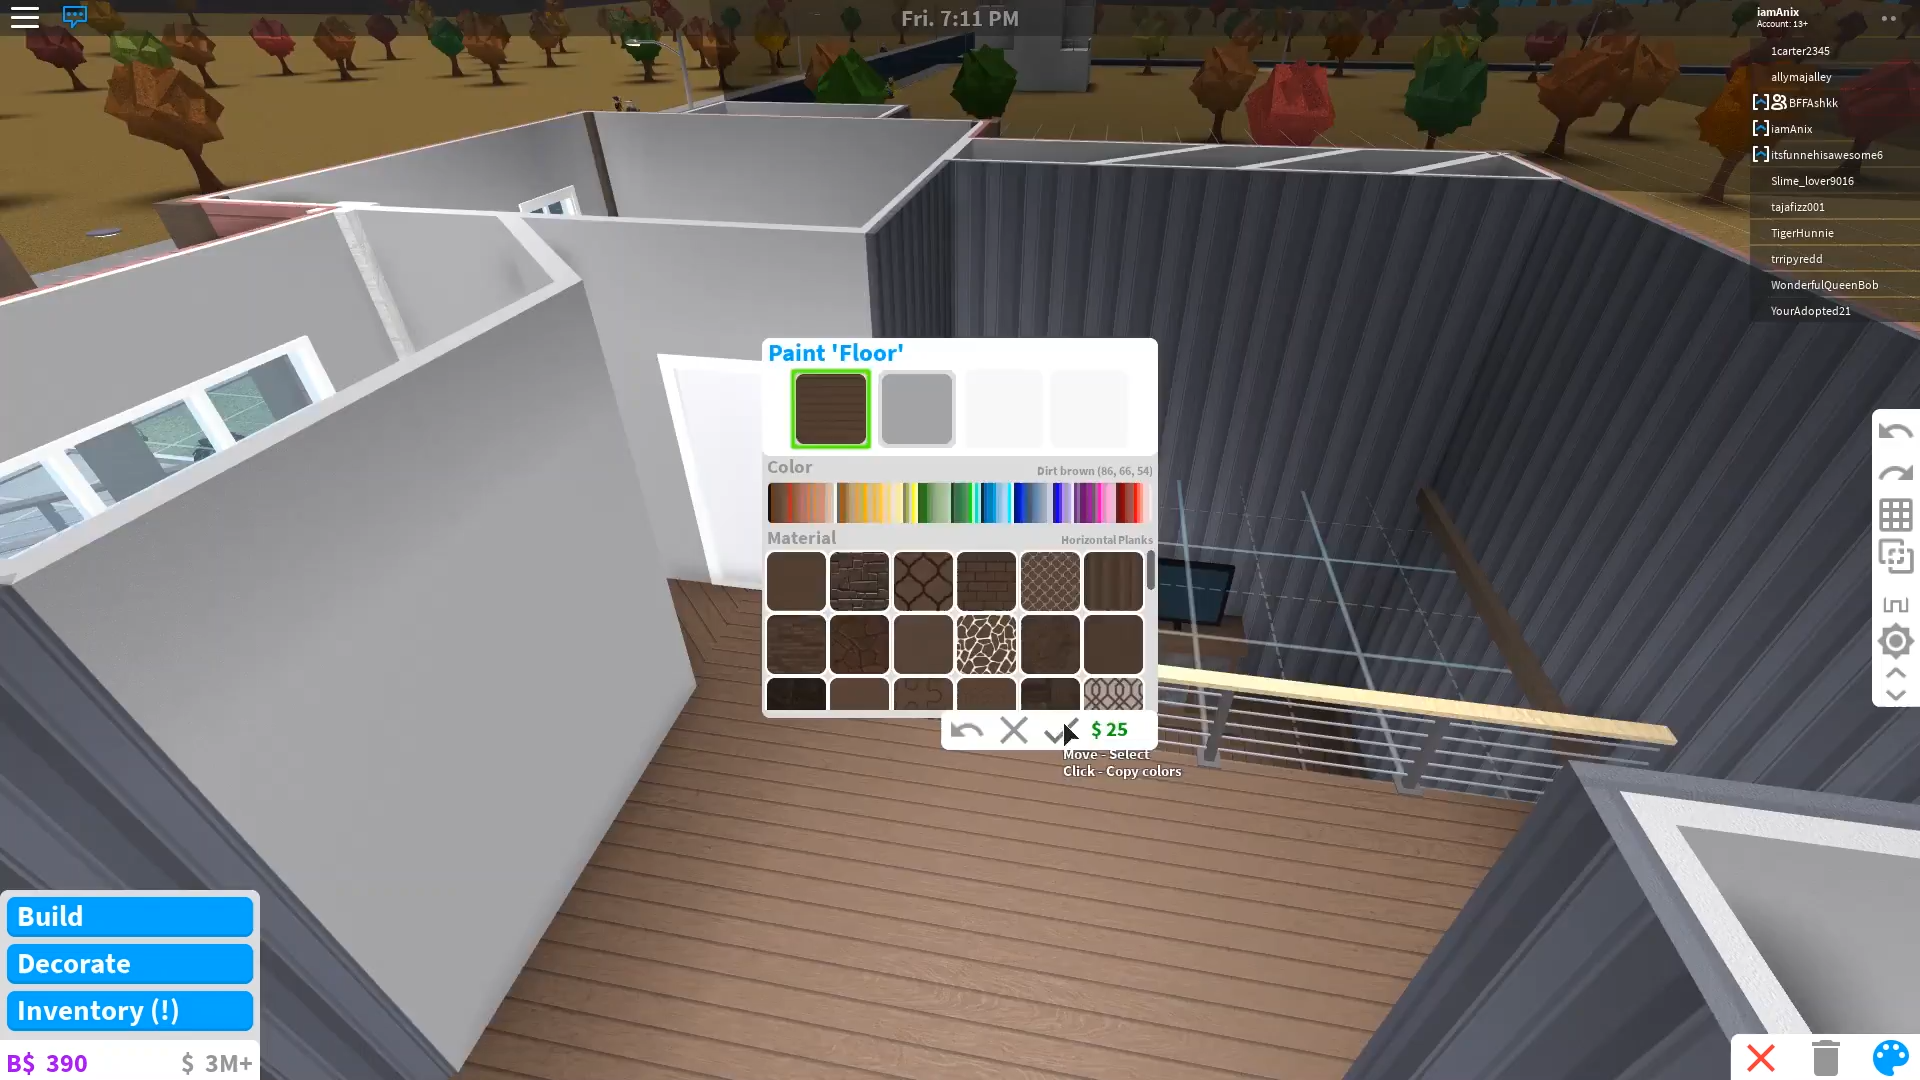 Fri. 7:11 PM
iamAnix
Account: 13+
1carter2345
allymajalley
BFFAshkk
iamAnix
itsfunnehisawesome6
Slime_lover9016
tajafizz001
TigerHunnie
trripyredd
WonderfulQueenBob
YourAdopted21
Paint 'Floor'
Color
Dirt brown (86, 66, 54)
Material
Horizontal Planks
$ 25
Move - Select
Click - Copy colors
Build
Decorate
Inventory (!)
B$ 390
$ 3M+